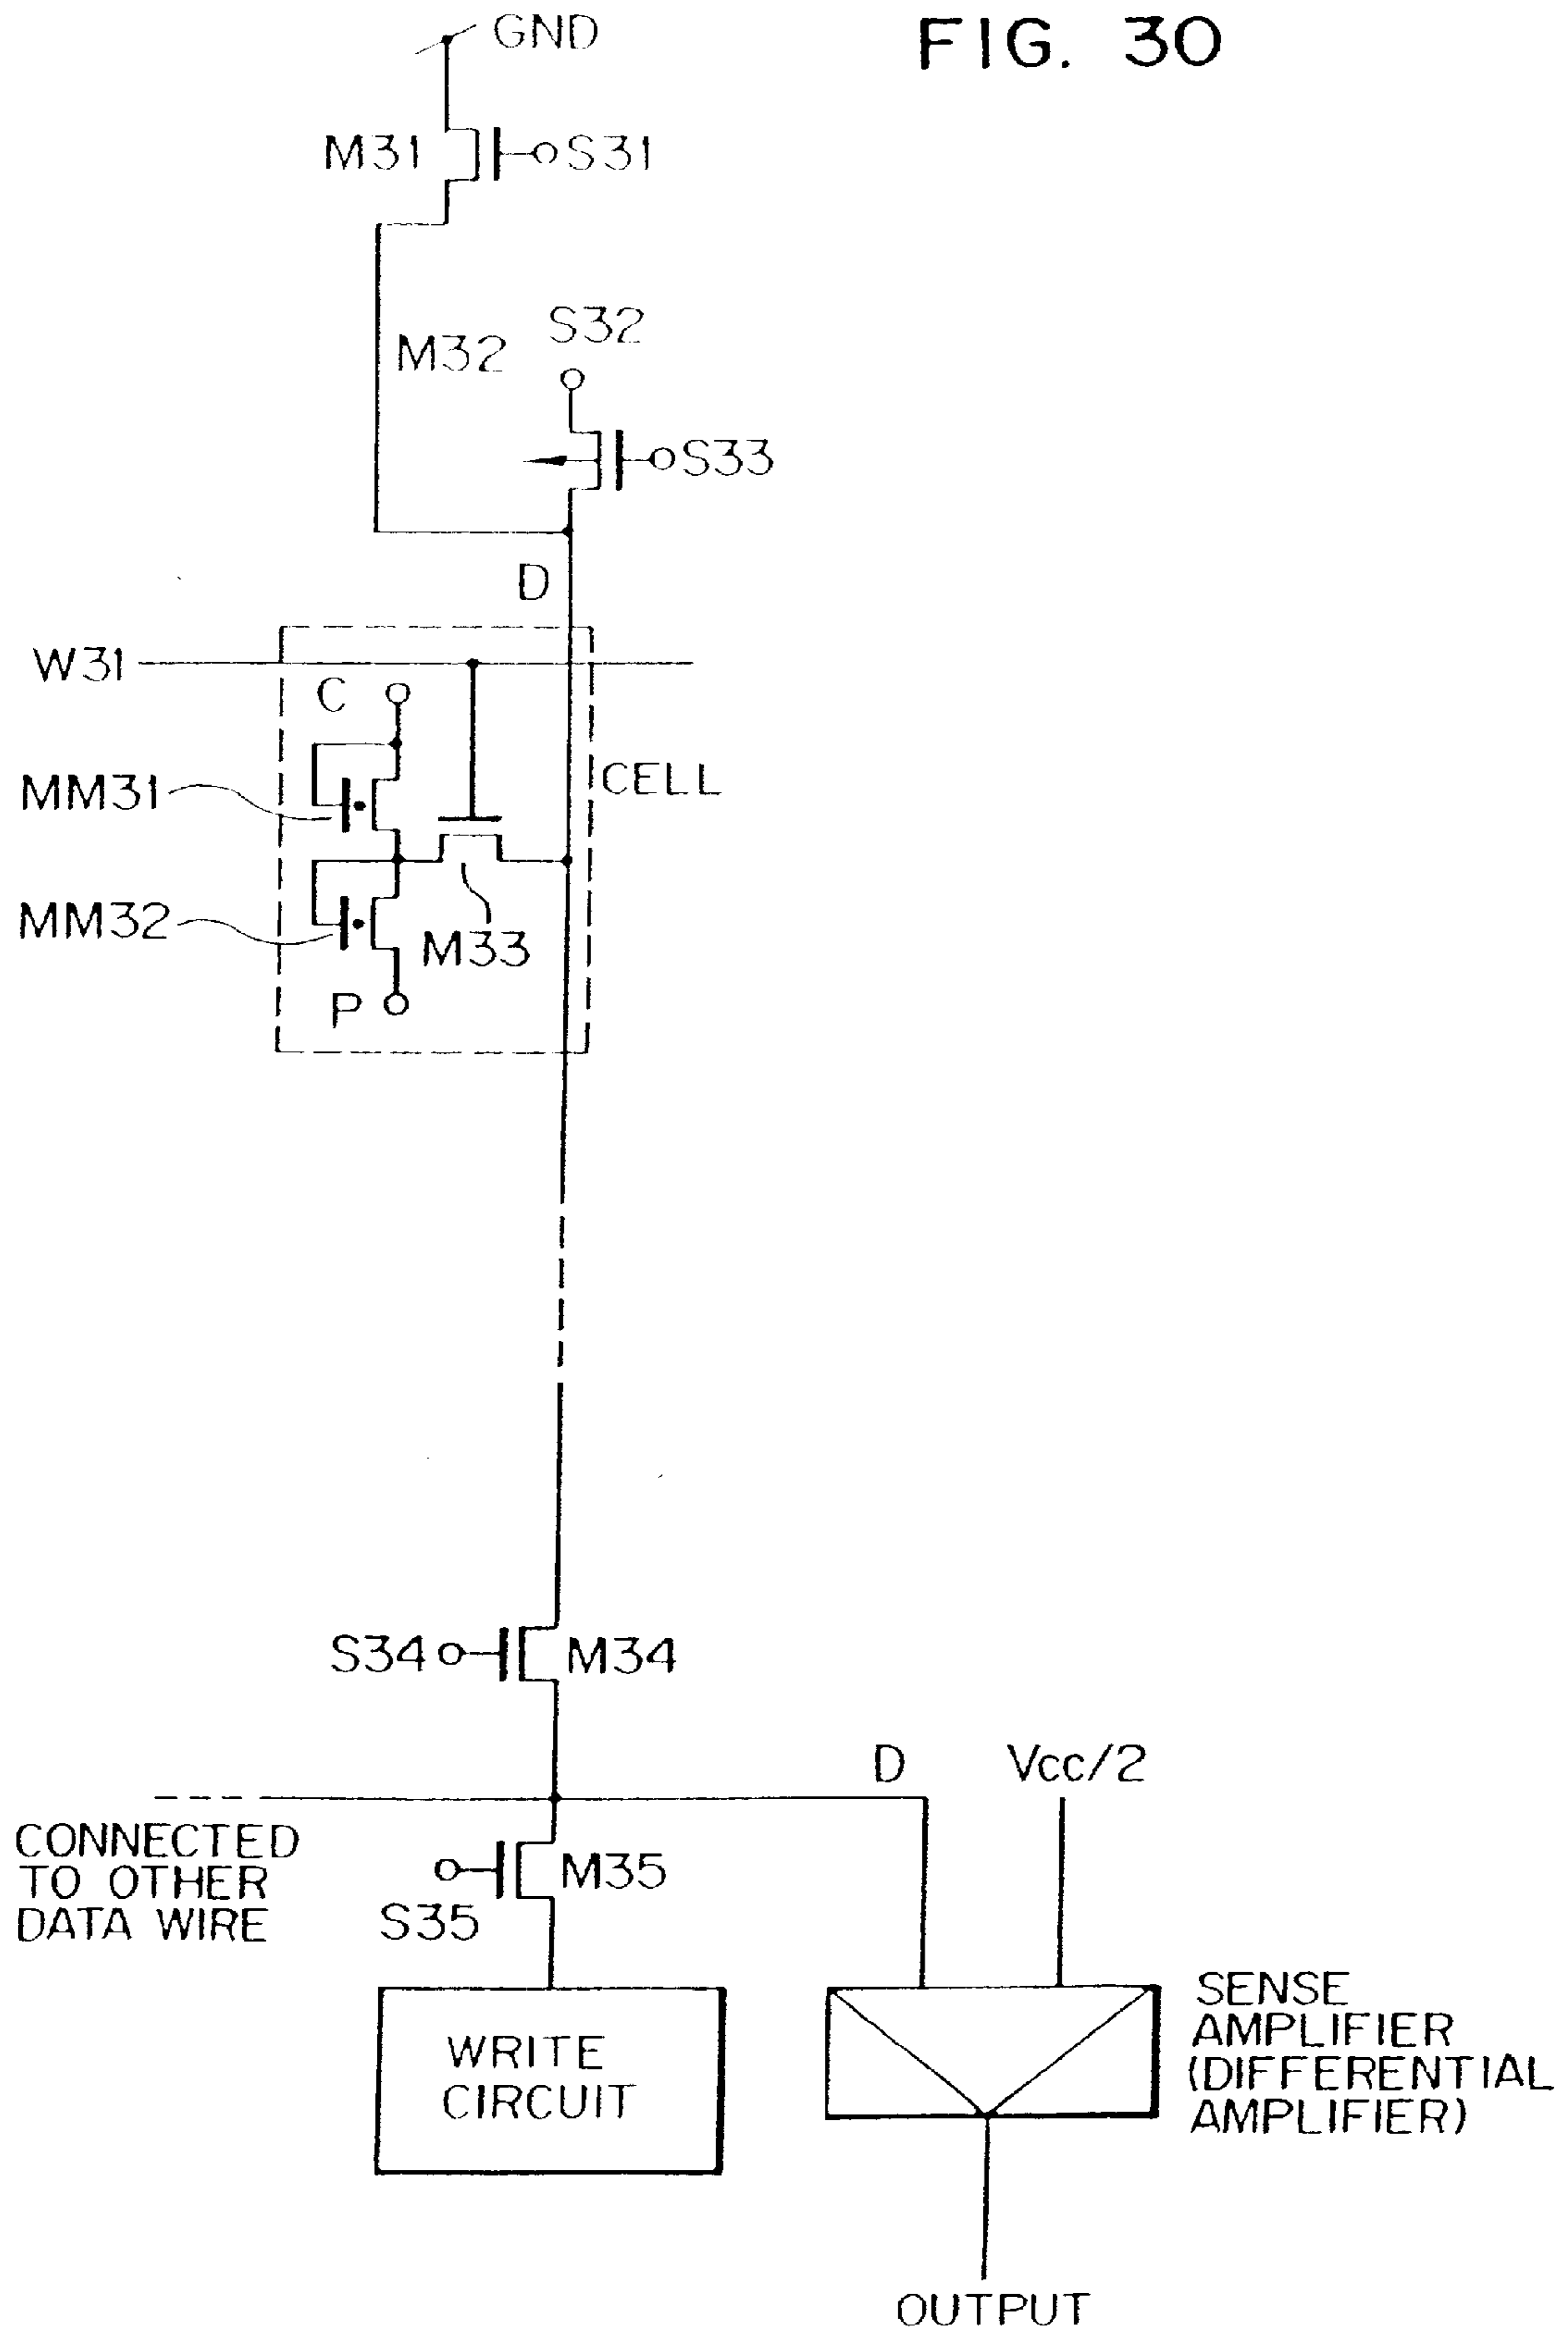 FIG. 30
GND
M31
S31
S32
M32
S33
D
W31
C
CELL
MM31
MM32
M33
P
S34
M34
D
Vcc/2
CONNECTED
TO OTHER
DATA WIRE
M35
S35
WRITE
CIRCUIT
SENSE
AMPLIFIER
(DIFFERENTIAL
AMPLIFIER)
OUTPUT